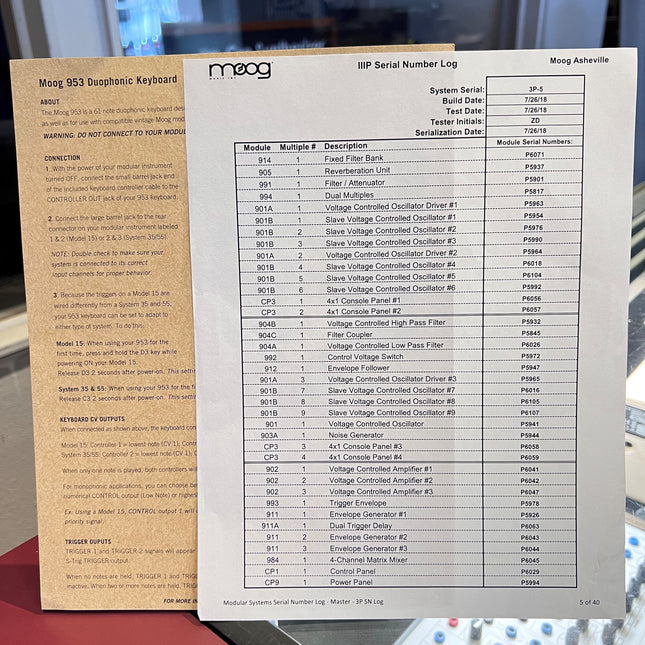 Moog 953 Duophonic Keyboard
ABOUT
The Moog 953 is a 61-note duophonic keyboard
as well as for use with compatible vintage Moog
WARNING: DO NOT CONNECT TO YOUR
CONNECTION
1. With the power of your modular instrument
turned OFF, connect the small barrel jack end
of the included keyboard controller cable to the
CONTROLLER OUT jack of your 953 keyboard.
2. Connect the large barrel jack to the rear
connector on your modular instrument labeled
1 & 2 (Model 15) or 2 & 3 (System 35/55).
NOTE: Double check to make sure your
system is connected to its correct
input channels for proper behavior.
3. Because the triggers on a Model 15 are
wired differently from a System 35 and 55,
your 953 keyboard can be set to adapt to
either type of system. To do this:
Model 15: When using your 953 for the
first time, press and hold the D3 key while
powering ON your Model 15.
Release D3 2 seconds after power-on. This
System 35 & 55: When using your 953 for the
Release C3 2 seconds after power-on. This
KEYBOARD CV OUTPUTS
When connected as shown above, the keyboard
Model 15: Controller 1 = lowest note (CV 1);
System 35/55: Controller 2 = lowest note (CV 1);
When only one note is played, both controllers
For monophonic applications, you can choose
numerical CONTROL output (Low Note) or
Ex: Using a Model 15, CONTROL output 1 will
priority signal.
TRIGGER OUPUTS
TRIGGER 1 and TRIGGER 2 signals will appear
S-Trig TRIGGER output.
When no notes are held, TRIGGER 1 and
inactive. When two or more notes are held,
FOR MORE
moog
MUSIC INC
IIIP Serial Number Log
Moog Asheville
System Serial: 3P-5
Build Date: 7/26/18
Test Date: 7/26/18
Tester Initials: ZD
Serialization Date: 7/26/18
Module Multiple # Description Module Serial Numbers:
914 1 Fixed Filter Bank P6071
905 1 Reverberation Unit P5937
991 1 Filter / Attenuator P5901
994 1 Dual Multiples P5817
901A 1 Voltage Controlled Oscillator Driver #1 P5963
901B 1 Slave Voltage Controlled Oscillator #1 P5954
901B 2 Slave Voltage Controlled Oscillator #2 P5976
901B 3 Slave Voltage Controlled Oscillator #3 P5990
901A 2 Voltage Controlled Oscillator Driver #2 P5964
901B 4 Slave Voltage Controlled Oscillator #4 P6018
901B 5 Slave Voltage Controlled Oscillator #5 P6104
901B 6 Slave Voltage Controlled Oscillator #6 P5992
CP3 1 4x1 Console Panel #1 P6056
CP3 2 4x1 Console Panel #2 P6057
904B 1 Voltage Controlled High Pass Filter P5932
904C 1 Filter Coupler P5845
904A 1 Voltage Controlled Low Pass Filter P6026
992 1 Control Voltage Switch P5972
912 1 Envelope Follower P5947
901A 3 Voltage Controlled Oscillator Driver #3 P5965
901B 7 Slave Voltage Controlled Oscillator #7 P6016
901B 8 Slave Voltage Controlled Oscillator #8 P6105
901B 9 Slave Voltage Controlled Oscillator #9 P6107
901 1 Voltage Controlled Oscillator P5941
903A 1 Noise Generator P5944
CP3 3 4x1 Console Panel #3 P6058
CP3 4 4x1 Console Panel #4 P6059
902 1 Voltage Controlled Amplifier #1 P6041
902 2 Voltage Controlled Amplifier #2 P6042
902 3 Voltage Controlled Amplifier #3 P6047
993 1 Trigger Envelope P5978
911 1 Envelope Generator #1 P5926
911A 1 Dual Trigger Delay P6063
911 2 Envelope Generator #2 P6043
911 3 Envelope Generator #3 P6044
984 1 4-Channel Matrix Mixer P6045
CP1 1 Control Panel P6029
CP9 1 Power Panel P5994
Modular Systems Serial Number Log - Master - 3P SN Log
5 of 40